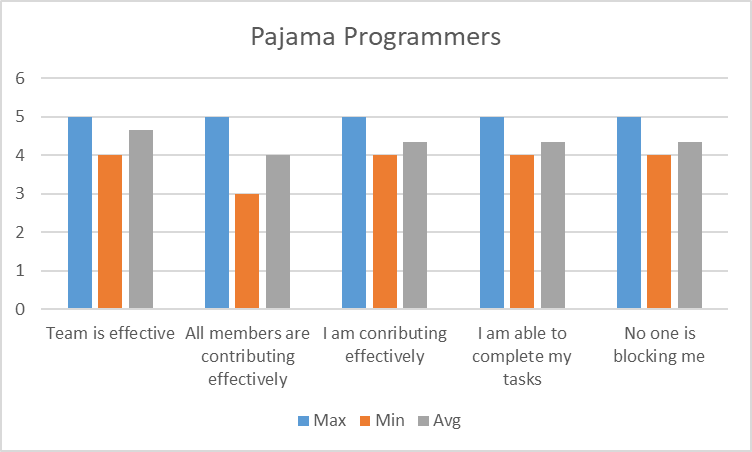 Pajama Programmers
6
5
4
3
2
1
0
Team is effective
All members are
contributing
effectively
I am conributing
effectively
I am able to
complete my
tasks
No one is
blocking me
Max Min Avg